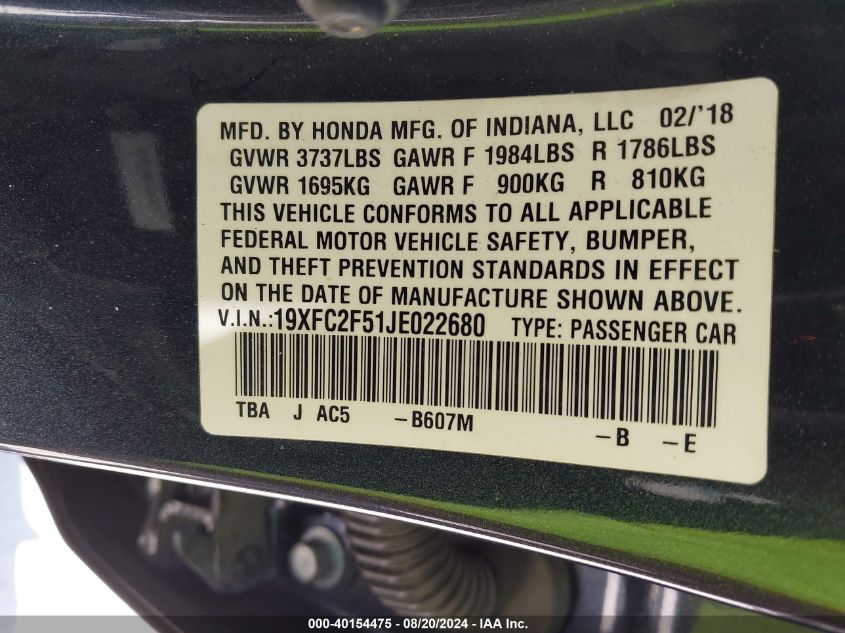 MFD. BY HONDA MFG. OF INDIANA, LLC 02/'18
GVWR 3737LBS GAWR F 1984LBS R 1786LBS
GVWR 1695KG GAWR F 900KG R 810KG
THIS VEHICLE CONFORMS TO ALL APPLICABLE
FEDERAL MOTOR VEHICLE SAFETY, BUMPER,
AND THEFT PREVENTION STANDARDS IN EFFECT
ON THE DATE OF MANUFACTURE SHOWN ABOVE.
V.I.N.:19XFC2F51JE022680 TYPE: PASSENGER CAR
TBA J AC5 -B607M -B -E
000-40154475 - 08/20/2024 - IAA Inc.